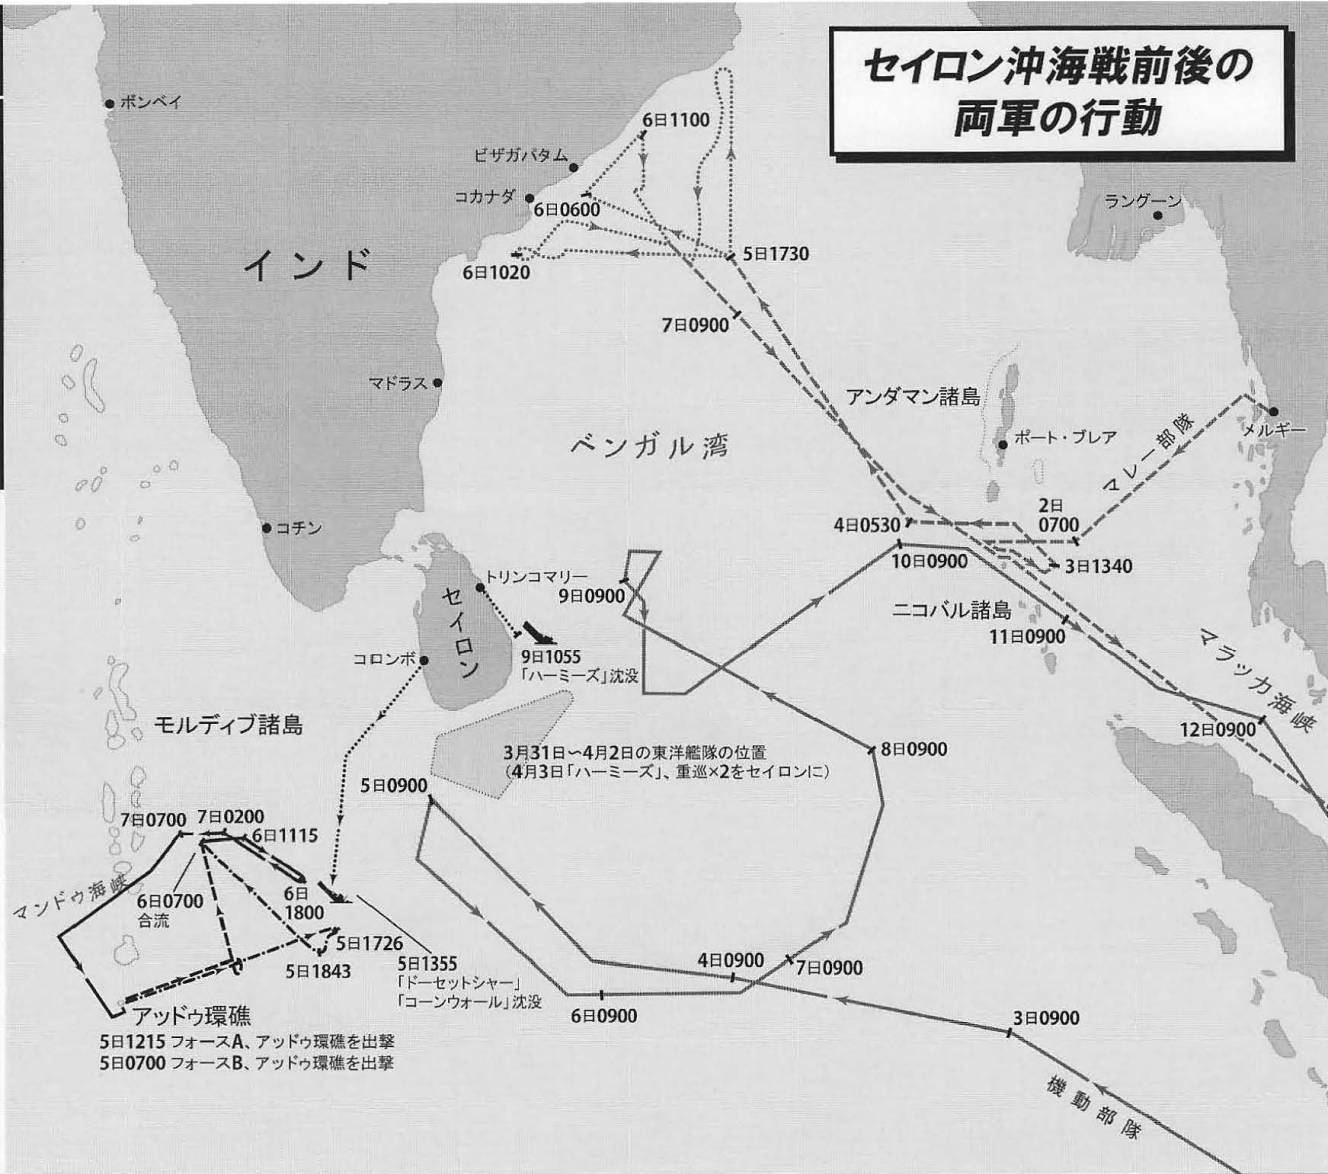 セイロン沖海戦前後の
両軍の行動
ボンベイ
ビザガパタム
コカナダ
6日1100
6日0600
6日1020
5日1730
7日0900
ラングーン
インド
マドラス
ベンガル湾
アンダマン諸島
ポート・ブレア
マレー部隊
メルギー
コチン
4日0530
2日
0700
3日1340
10日0900
ニコバル諸島
11日0900
マラッカ海峡
12日0900
トリンコマリー
セイロン
コロンボ
9日0900
9日1055
「ハーミーズ」沈没
モルディブ諸島
3月31日〜4月2日の東洋艦隊の位置
(4月3日「ハーミーズ」、重巡×2をセイロンに)
8日0900
5日0900
7日0700
7日0200
6日1115
マンドゥ海峡
6日0700
合流
6日
1800
5日1726
5日1843
5日1355
「ドーセットシャー」
「コーンウォール」沈没
4日0900
7日0900
6日0900
3日0900
機動部隊
アッドゥ環礁
5日1215 フォースA、アッドゥ環礁を出撃
5日0700 フォースB、アッドゥ環礁を出撃